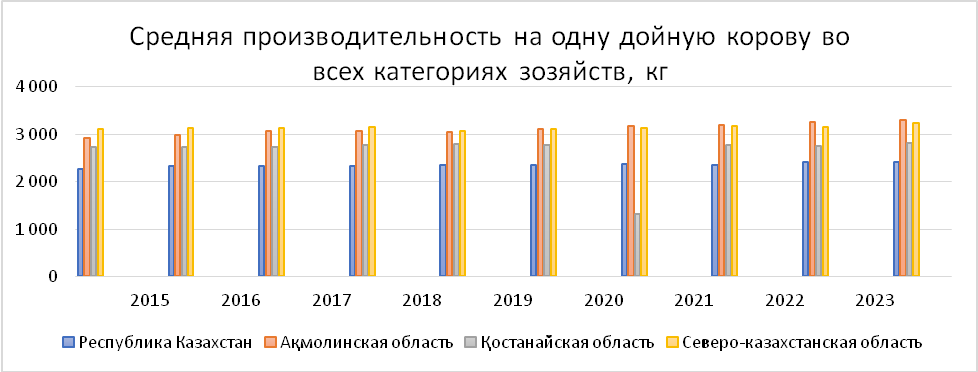 Средняя производительность на одну дойную корову во
всех категориях зозяйств, кг
4 000
3 000
2 000
1 000
0
2015 2016 2017 2018 2019 2020 2021 2022 2023
Республика Казахстан Ақмолинская область Қостанайская область Северо-казахстанская область